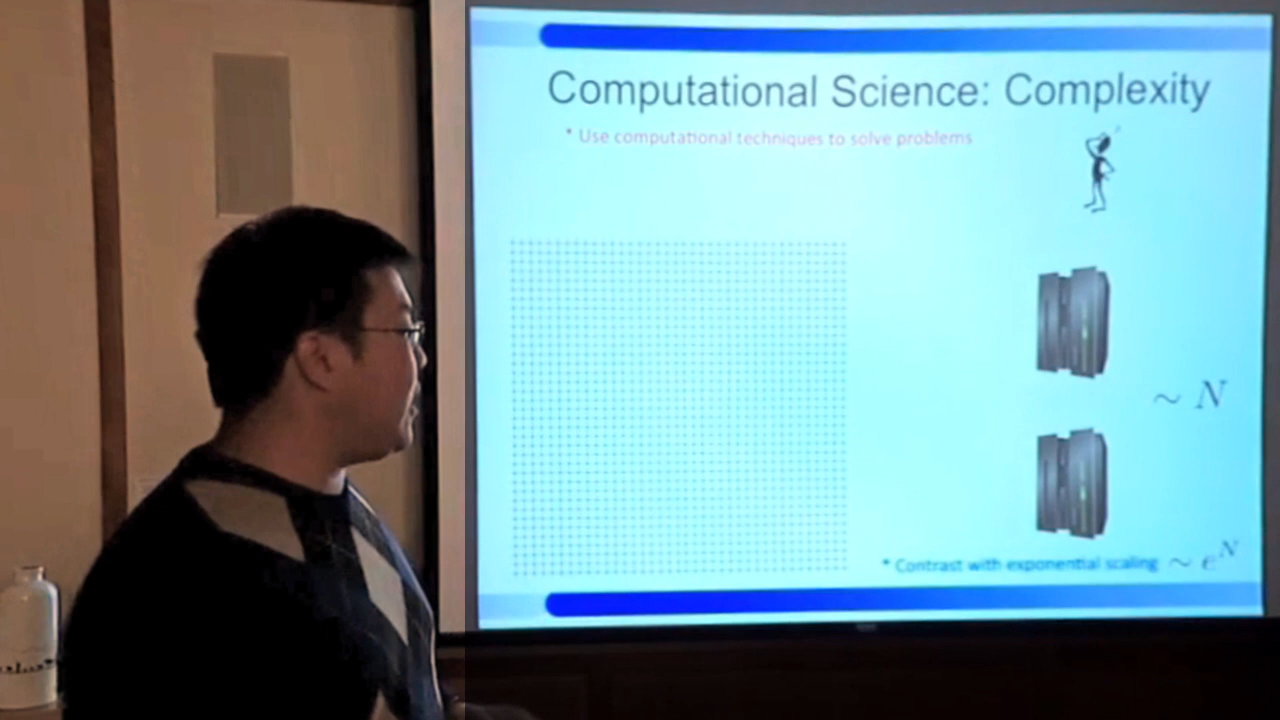 Computational Science: Complexity
* Use computational techniques to solve problems
~ N
* Contrast with exponential scaling ~ e^N